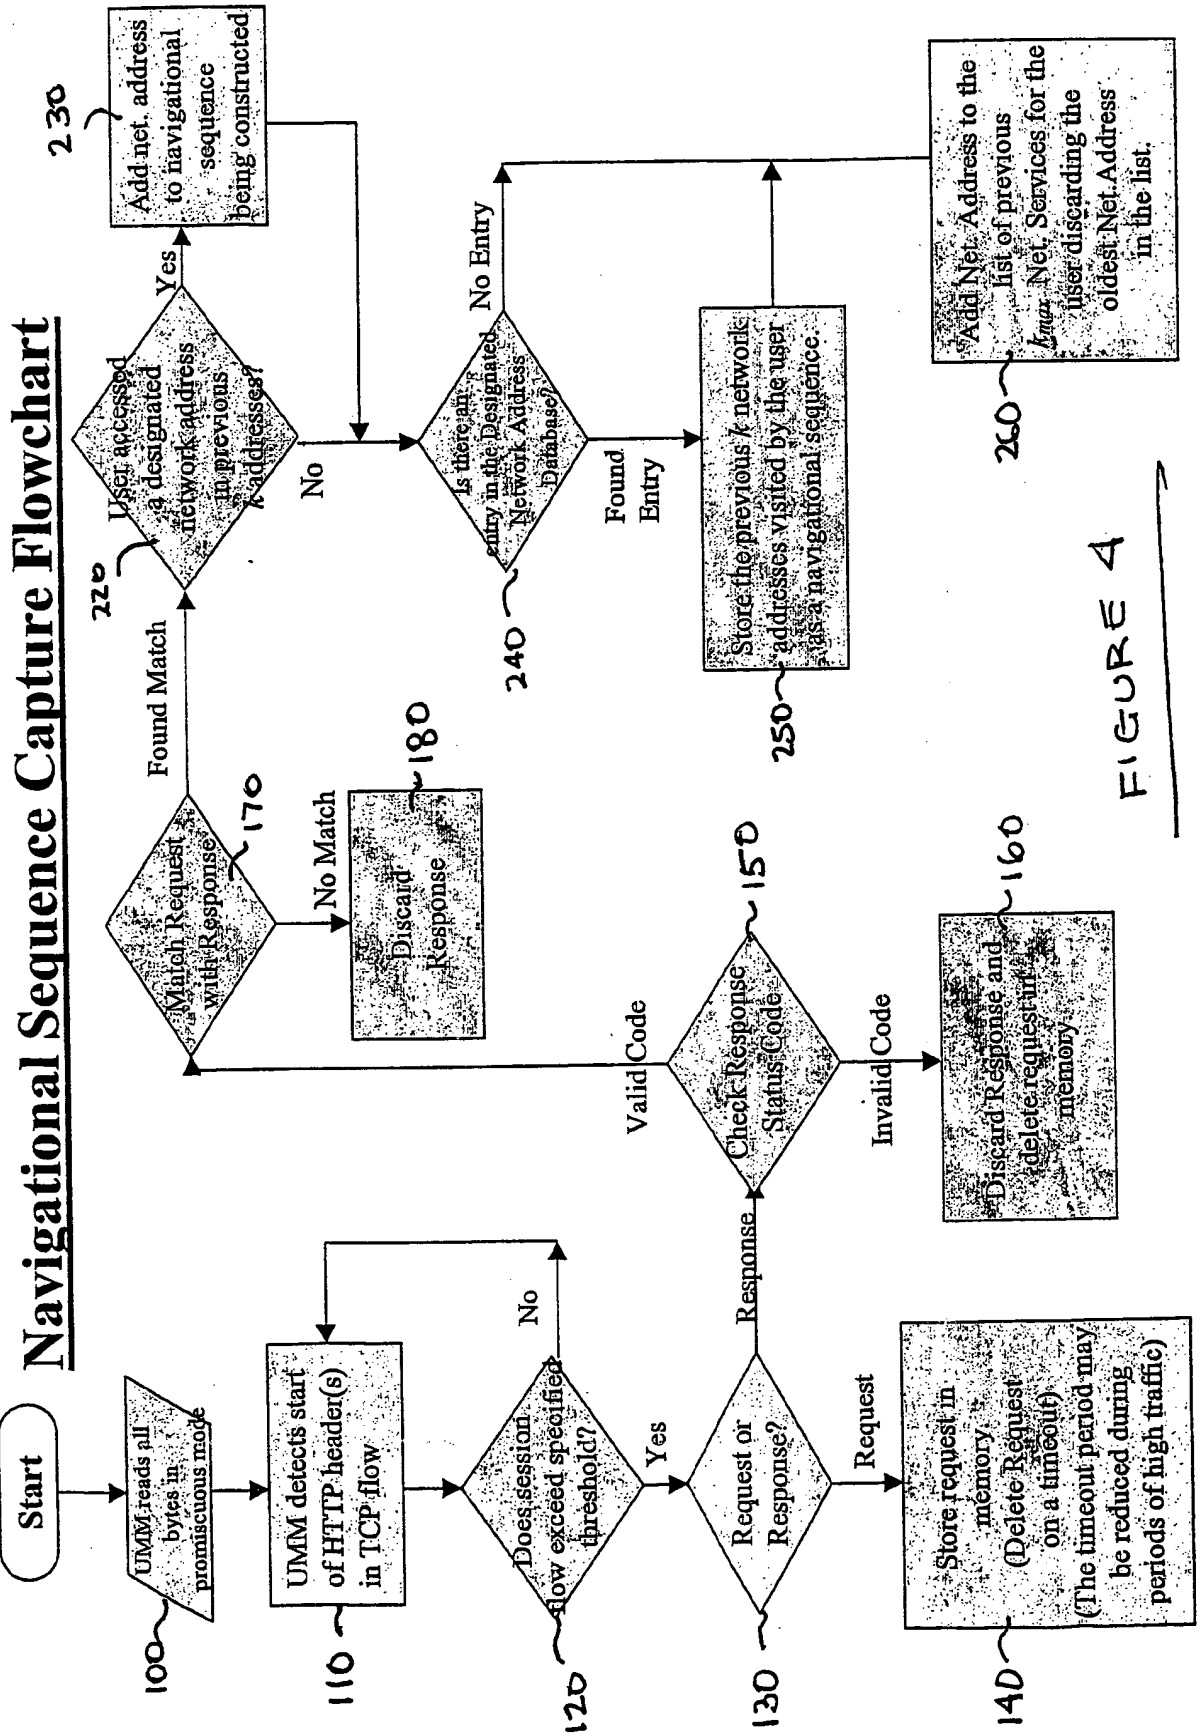 Navigational Sequence Capture Flowchart
Start
UMM reads all
bytes in
promiscuous mode
100
UMM detects start
of HTTP header(s)
in TCP flow
110
Does session
flow exceed specified
threshold?
120
No
Yes
Request or
Response?
130
Request
Response
Store request in
memory.
(Delete Request
on a timeout)
(The timeout period may
be reduced during
periods of high traffic)
140
Check Response
Status Code
150
Valid Code
Invalid Code
Discard Response and
delete request in
memory
160
Match Request
with Response
170
No Match
Discard
Response
180
Found Match
User accessed
a designated
network address
in previous
k addresses?
220
Yes
No
Add net. address
to navigational
sequence
being constructed
230
Is there an
entry in the Designated
Network Address
Database?
240
No Entry
Found
Entry
Store the previous k network
addresses visited by the user
as a navigational sequence.
250
Add Net. Address to the
list of previous
kmax Net. Services for the
user discarding the
oldest Net.Address
in the list.
260
FIGURE 4